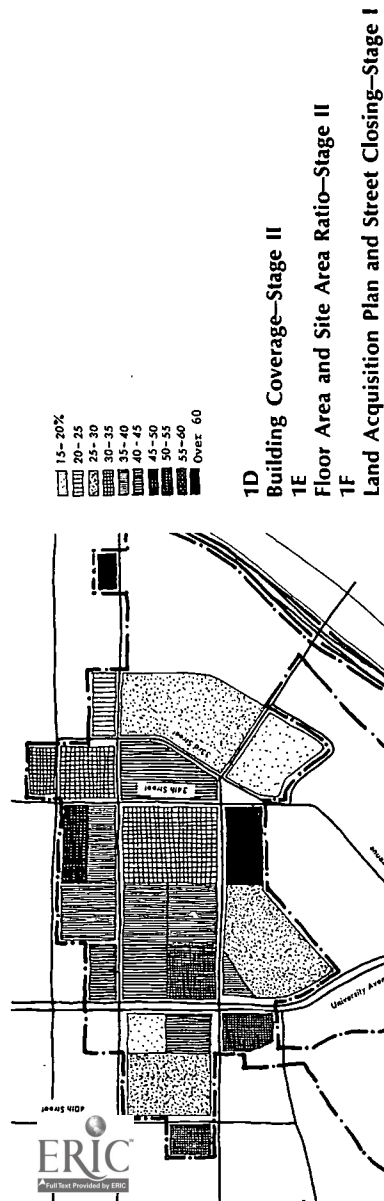 15-20%
20-25
25-30
30-35
35-40
40-45
45-50
50-55
55-60
Over 60
1D
Building Coverage—Stage II
1E
Floor Area and Site Area Ratio—Stage II
1F
Land Acquisition Plan and Street Closing—Stage I
40th Street
34th Street
33rd Street
University Aven
ERIC
Full Text Provided by ERIC